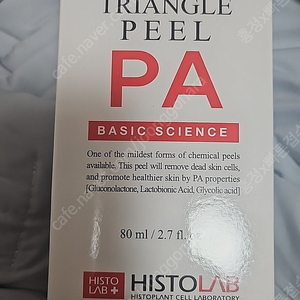 TRIANGLE
PEEL
PA
BASIC SCIENCE
One of the mildest forms of chemical peels
available. This peel will remove dead skin cells,
and promote healthier skin by PA properties
[Gluconolactone, Lactobionic Acid, Glycolic acid]
80 ml / 2.7 fl.
HISTO
LAB
HISTOLAB
HISTOPLANT CELL LABORATORY